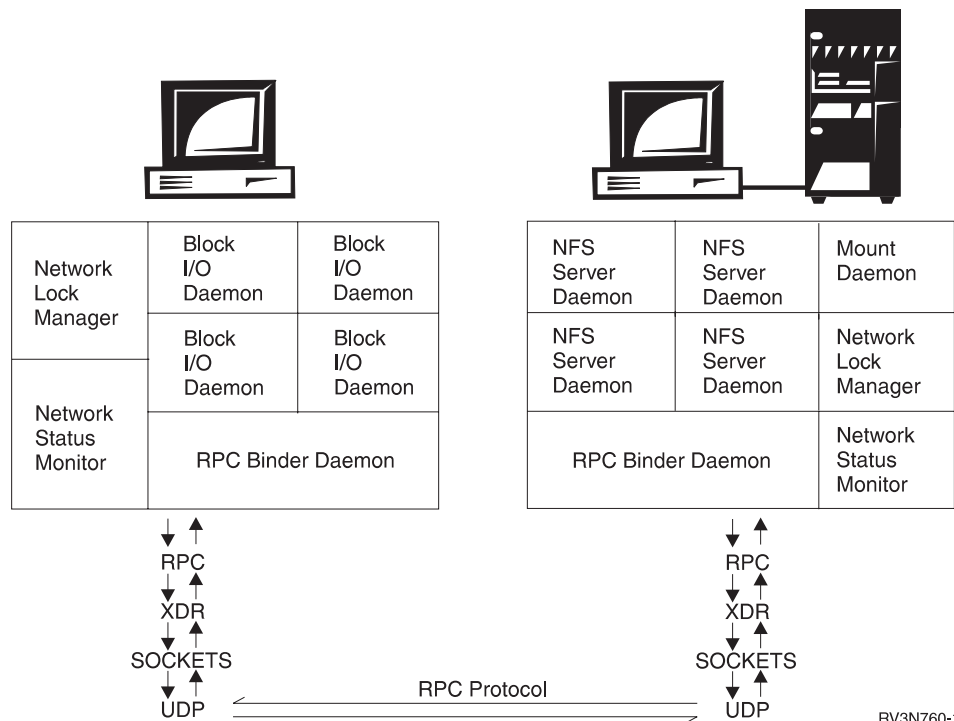 Network
Lock
Manager
Block
I/O
Daemon
Block
I/O
Daemon
Block
I/O
Daemon
Block
I/O
Daemon
Network
Status
Monitor
RPC Binder Daemon
NFS
Server
Daemon
NFS
Server
Daemon
Mount
Daemon
NFS
Server
Daemon
NFS
Server
Daemon
Network
Lock
Manager
RPC Binder Daemon
Network
Status
Monitor
RPC
XDR
SOCKETS
UDP
RPC Protocol
RPC
XDR
SOCKETS
UDP